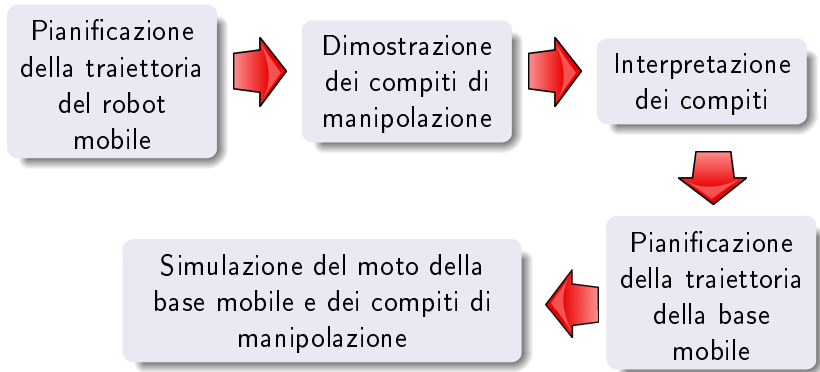 Pianificazione
della traiettoria
del robot
mobile
Dimostrazione
dei compiti di
manipolazione
Interpretazione
dei compiti
Pianificazione
della traiettoria
della base
mobile
Simulazione del moto della
base mobile e dei compiti di
manipolazione